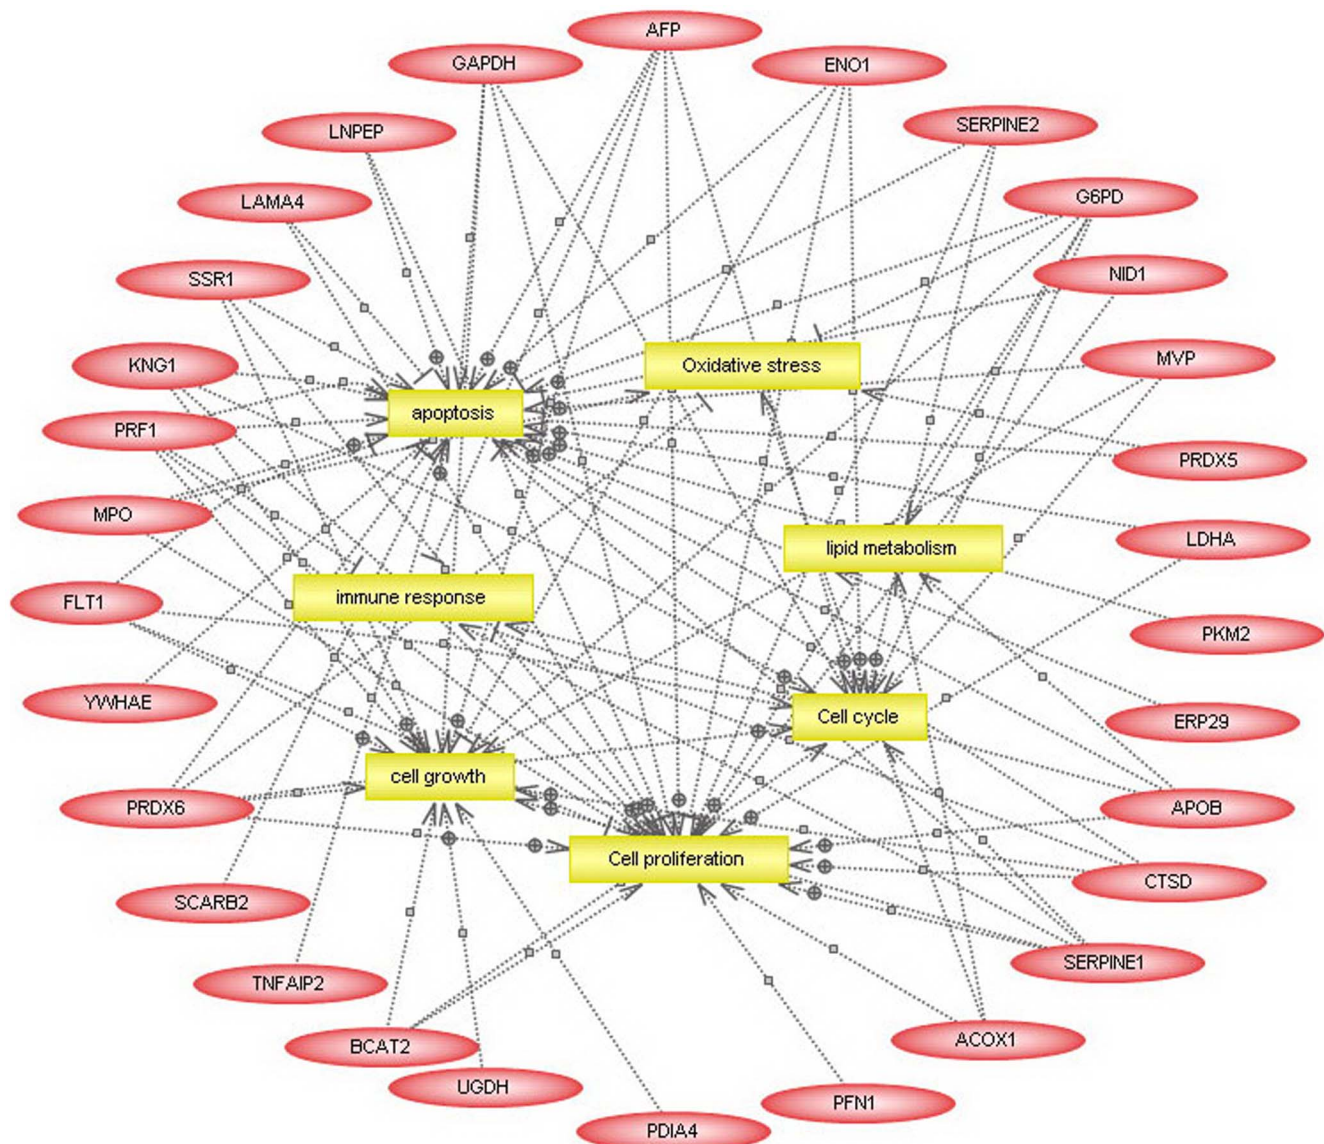 AFP
GAPDH
ENO1
LNPEP
SERPINE2
LAMA4
G6PD
SSR1
NID1
KNG1
Oxidative stress
MVP
apoptosis
PRF1
PRDX5
MPO
LDHA
lipid metabolism
immune response
FLT1
PKM2
YWHAE
Cell cycle
ERP29
cell growth
PRDX6
APOB
Cell proliferation
CTSD
SCARB2
SERPINE1
TNFAIP2
BCAT2
ACOX1
UGDH
PFN1
PDIA4